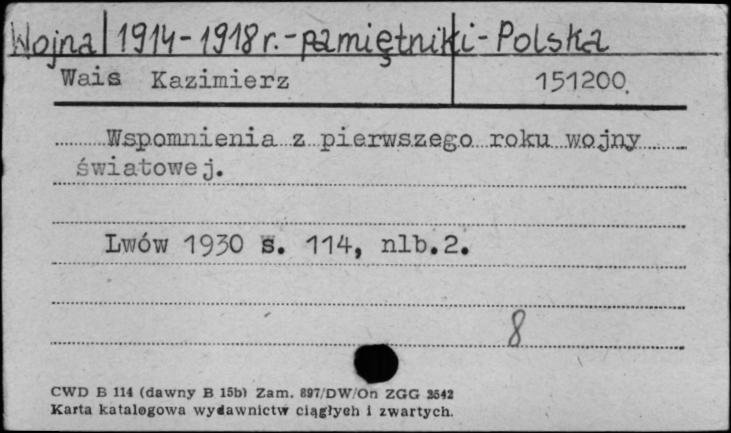 Wojna 1914-1918 r.-pamiętniki-Polska
Wais Kazimierz 151200.
Wspomnienia z pierwszego roku wojny
światowej.
Lwów 1930 s. 114, nlb.2.
8
CWD B 114 (dawny B 15b) Zam. 897/DW/On ZGG 3542
Karta katalogowa wydawnictw ciągłych i zwartych.